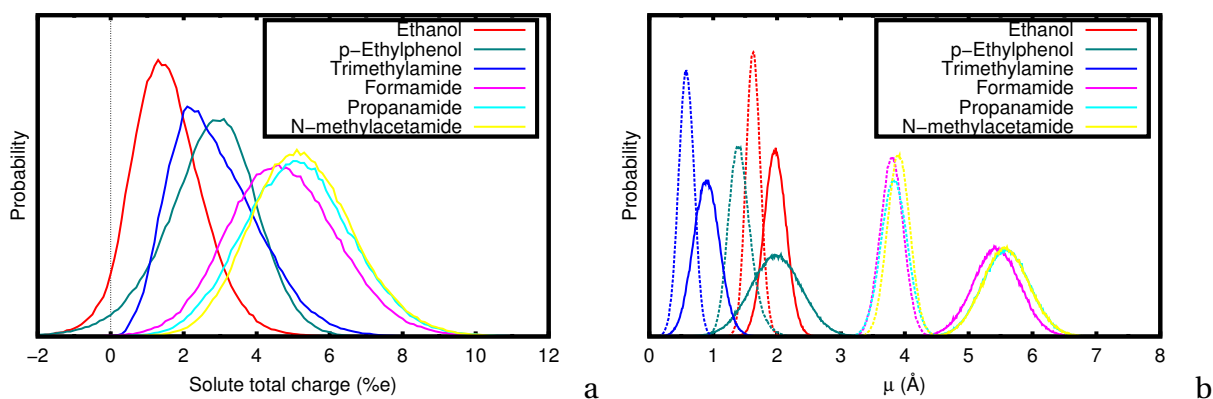 Ethanol
p−Ethylphenol
Trimethylamine
Formamide
Propanamide
N−methylacetamide
Probability
−2 0 2 4 6 8 10 12
Solute total charge (%e)
a
Ethanol
p−Ethylphenol
Trimethylamine
Formamide
Propanamide
N−methylacetamide
Probability
0 1 2 3 4 5 6 7 8
μ (Å)
b